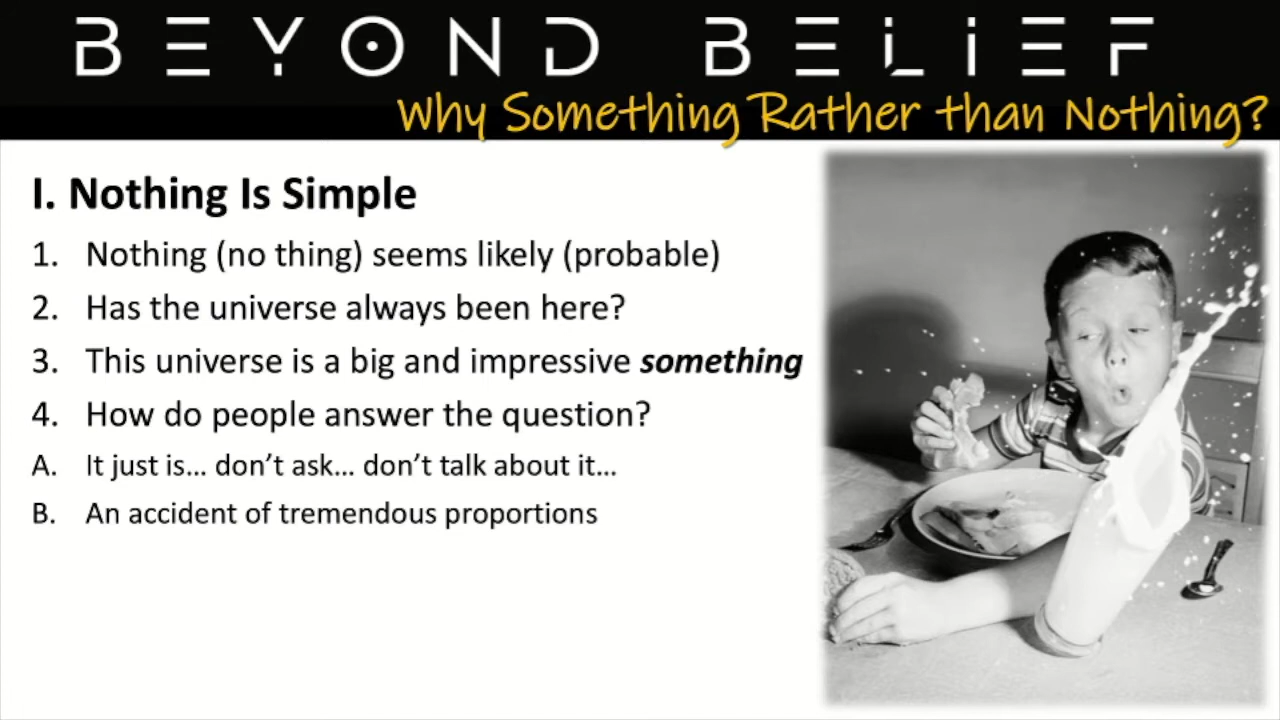 BEYOND BELIEF
Why Something Rather than Nothing?
I. Nothing Is Simple
1. Nothing (no thing) seems likely (probable)
2. Has the universe always been here?
3. This universe is a big and impressive something
4. How do people answer the question?
A. It just is... don't ask... don't talk about it...
B. An accident of tremendous proportions